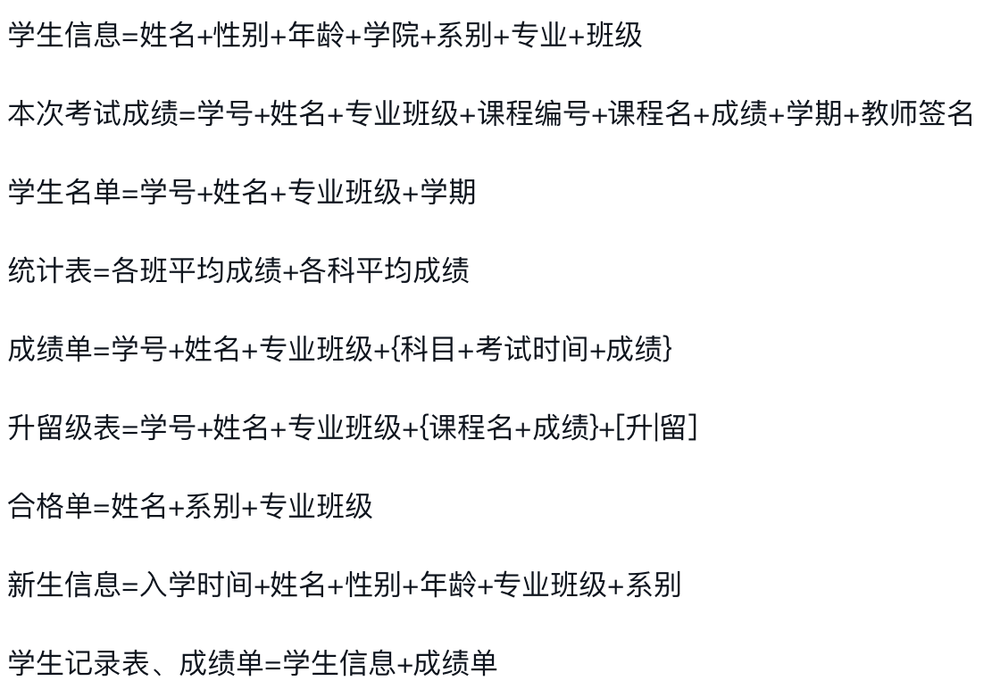 学生信息=姓名+性别+年龄+学院+系别+专业+班级
本次考试成绩=学号+姓名+专业班级+课程编号+课程名+成绩+学期+教师签名
学生名单=学号+姓名+专业班级+学期
统计表=各班平均成绩+各科平均成绩
成绩单=学号+姓名+专业班级+{科目+考试时间+成绩}
升留级表=学号+姓名+专业班级+{课程名+成绩}+[升|留]
合格单=姓名+系别+专业班级
新生信息=入学时间+姓名+性别+年龄+专业班级+系别
学生记录表、成绩单=学生信息+成绩单